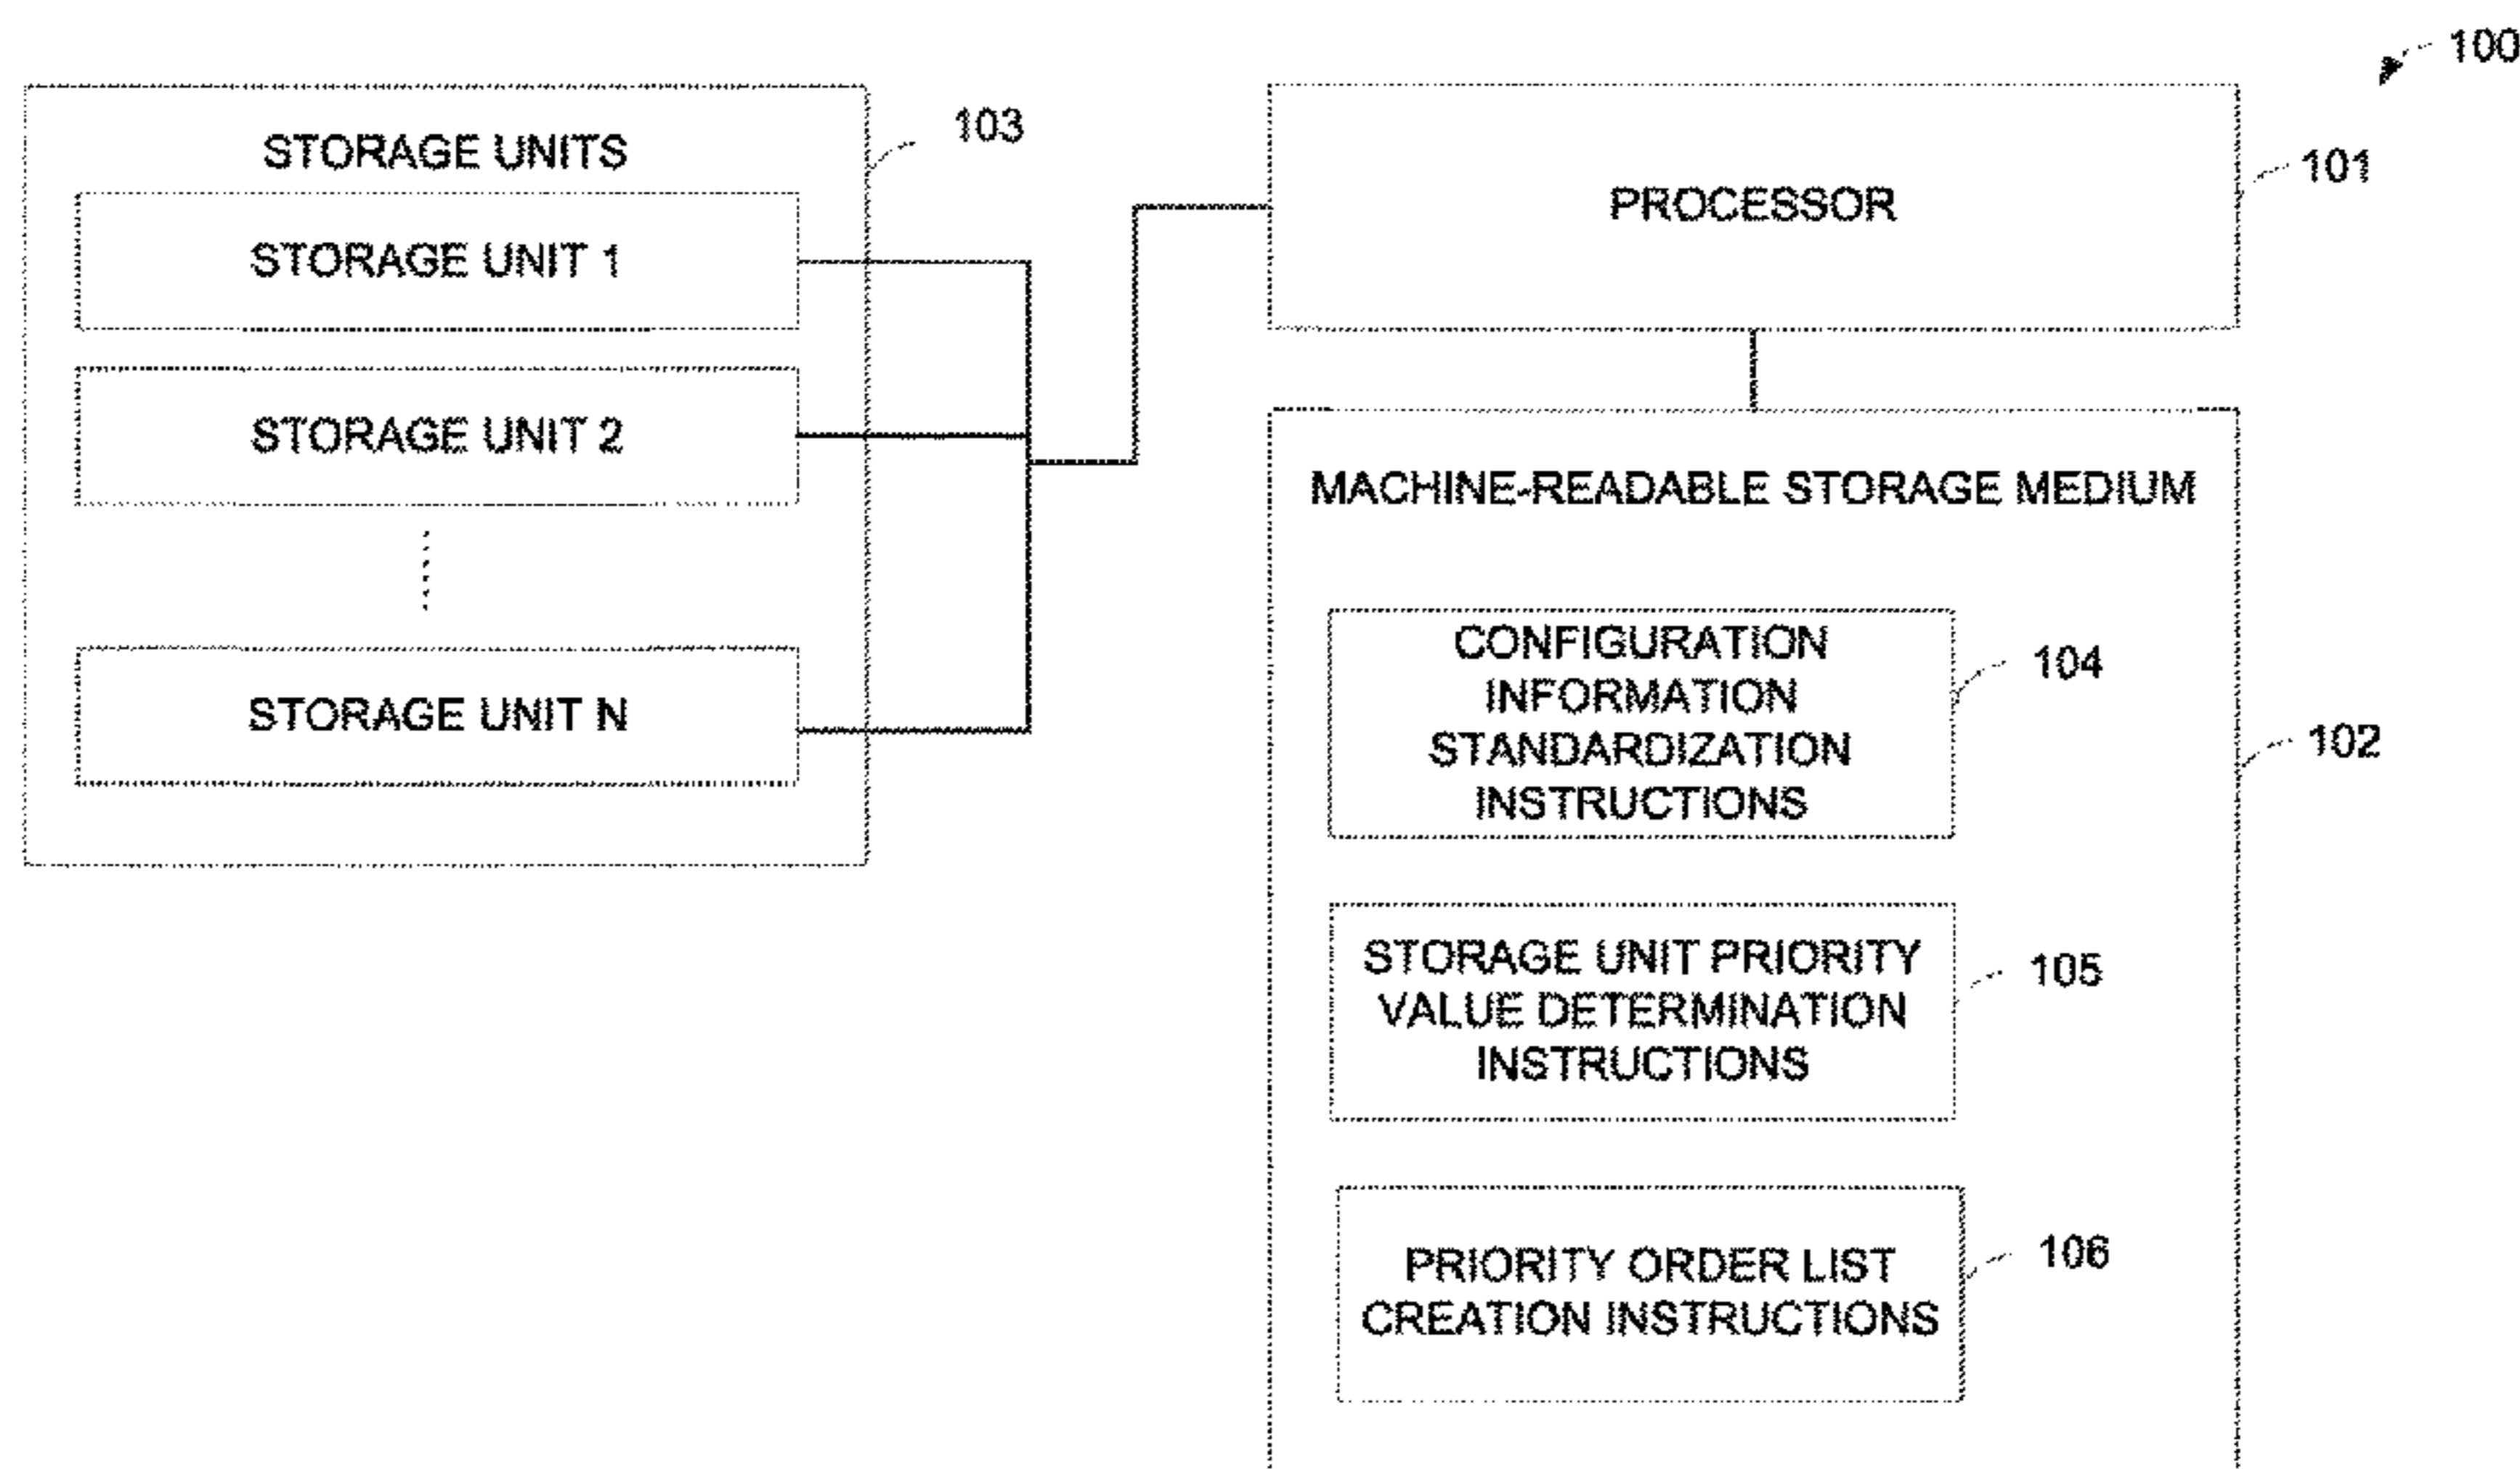 100
STORAGE UNITS
103
STORAGE UNIT 1
STORAGE UNIT 2
STORAGE UNIT N
PROCESSOR
101
MACHINE-READABLE STORAGE MEDIUM
102
CONFIGURATION
INFORMATION
STANDARDIZATION
INSTRUCTIONS
104
STORAGE UNIT PRIORITY
VALUE DETERMINATION
INSTRUCTIONS
105
PRIORITY ORDER LIST
CREATION INSTRUCTIONS
106